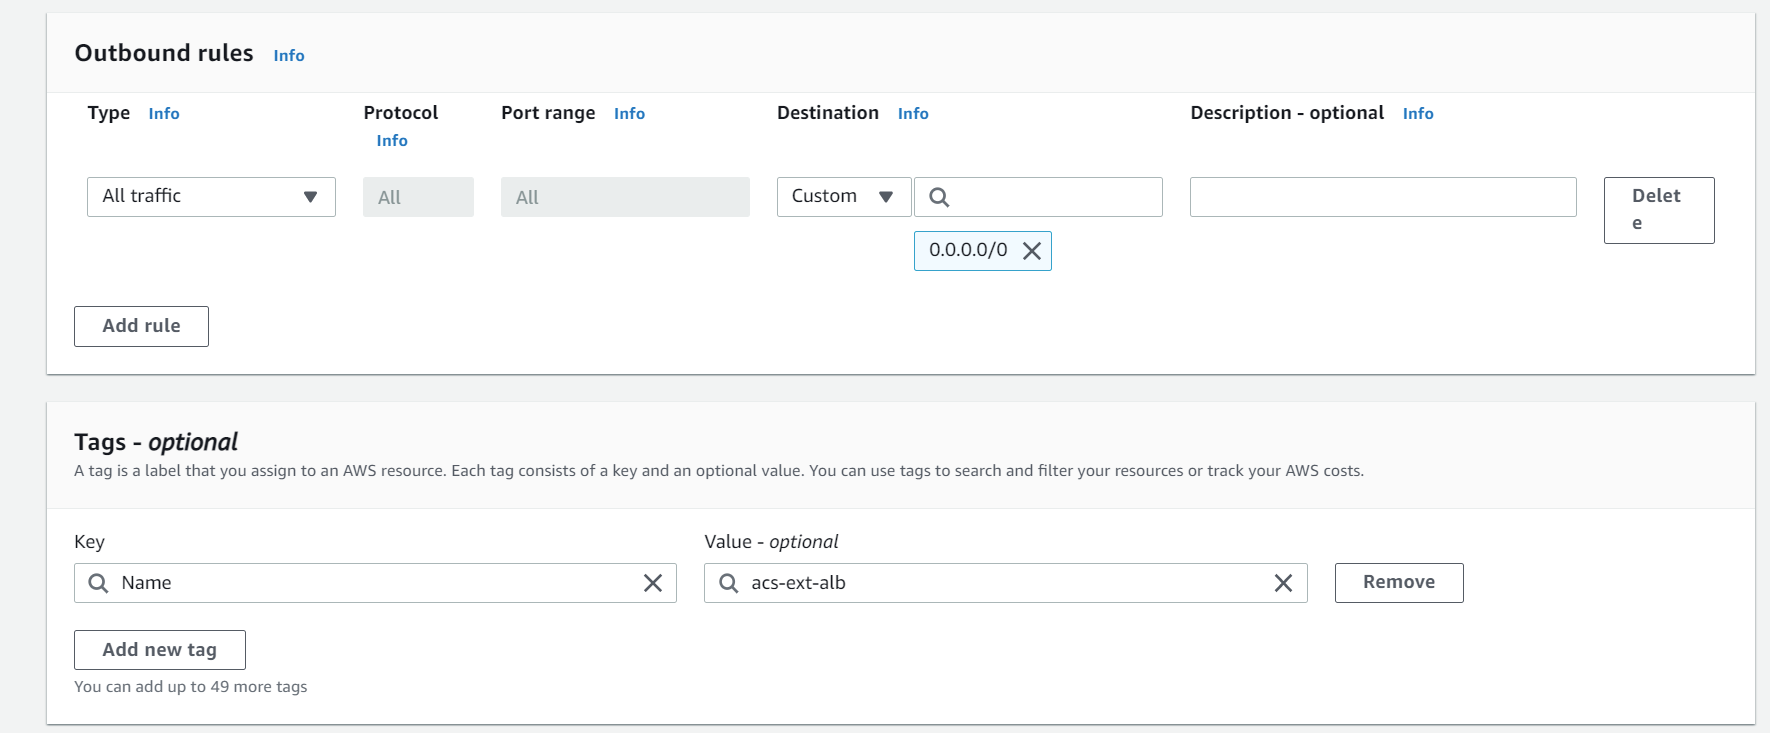 Outbound rules Info
Type Info Protocol Port range Info Destination Info Description - optional Info
Info
All traffic All All Custom Delet
e
0.0.0.0/0
Add rule
Tags - optional
A tag is a label that you assign to an AWS resource. Each tag consists of a key and an optional value. You can use tags to search and filter your resources or track your AWS costs.
Key Value - optional
Name acs-ext-alb Remove
Add new tag
You can add up to 49 more tags